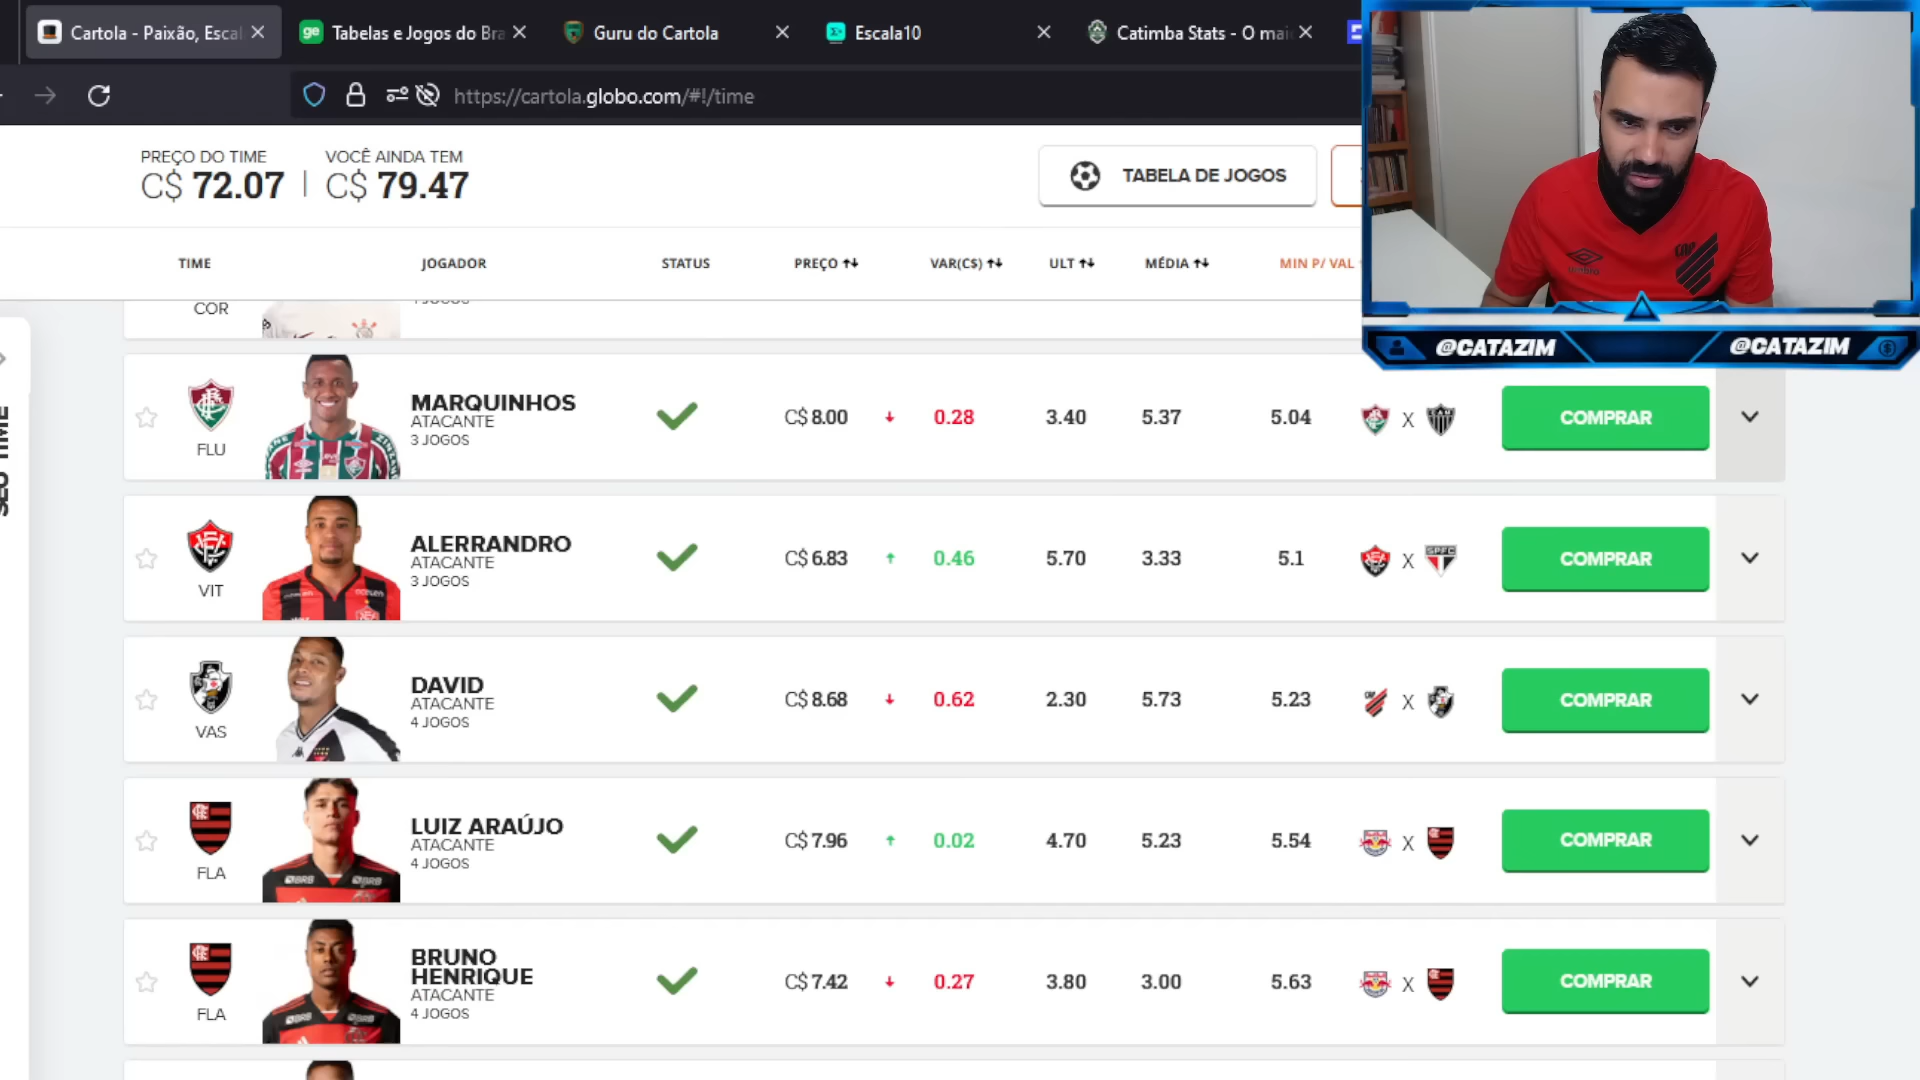 Cartola - Paixão, Escal
Tabelas e Jogos do Bra
Guru do Cartola
Escala10
Catimba Stats - O mai
https://cartola.globo.com/#!/time
PREÇO DO TIME
C$ 72.07
VOCÊ AINDA TEM
C$ 79.47
TABELA DE JOGOS
TIME JOGADOR STATUS PREÇO VAR(C$) ULT MÉDIA MIN P/ VAL
SEU TIME
COR
FLU
MARQUINHOS
ATACANTE
3 JOGOS
C$ 8.00 0.28 3.40 5.37 5.04 X COMPRAR
VIT
ALERRANDRO
ATACANTE
3 JOGOS
C$ 6.83 0.46 5.70 3.33 5.1 X COMPRAR
VAS
DAVID
ATACANTE
4 JOGOS
C$ 8.68 0.62 2.30 5.73 5.23 X COMPRAR
FLA
LUIZ ARAÚJO
ATACANTE
4 JOGOS
C$ 7.96 0.02 4.70 5.23 5.54 X COMPRAR
FLA
BRUNO
HENRIQUE
ATACANTE
4 JOGOS
C$ 7.42 0.27 3.80 3.00 5.63 X COMPRAR
@CATAZIM
@CATAZIM
umbro
CAP